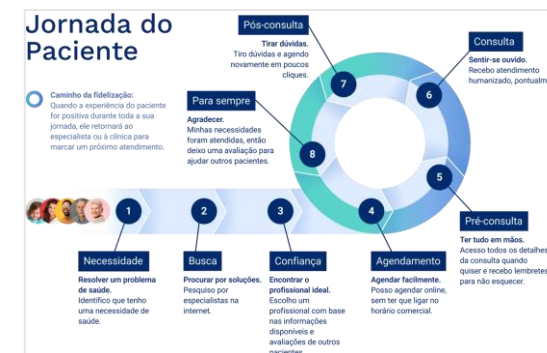 Jornada do
Paciente
Caminho da fidelização:
Quando a experiência do paciente
for positiva durante toda a sua
jornada, ele retornará ao
especialista ou à clínica para
marcar um próximo atendimento.
1
Necessidade
Resolver um problema
de saúde.
Identifico que tenho
uma necessidade de
saúde.
2
Busca
Procurar por soluções.
Pesquiso por
especialistas na
internet.
3
Confiança
Encontrar o
profissional ideal.
Escolho um
profissional com base
nas informações
disponíveis e
avaliações de outros
pacientes.
4
Agendamento
Agendar facilmente.
Posso agendar online,
sem ter que ligar no
horário comercial.
5
Pré-consulta
Ter tudo em mãos.
Acesso todos os detalhes
da consulta quando
quiser e recebo lembretes
para não esquecer.
6
Consulta
Sentir-se ouvido.
Recebo atendimento
humanizado, pontualm
7
Pós-consulta
Tirar dúvidas.
Tiro dúvidas e agendo
novamente em poucos
cliques.
8
Para sempre
Agradecer.
Minhas necessidades
foram atendidas, então
deixo uma avaliação para
ajudar outros pacientes.